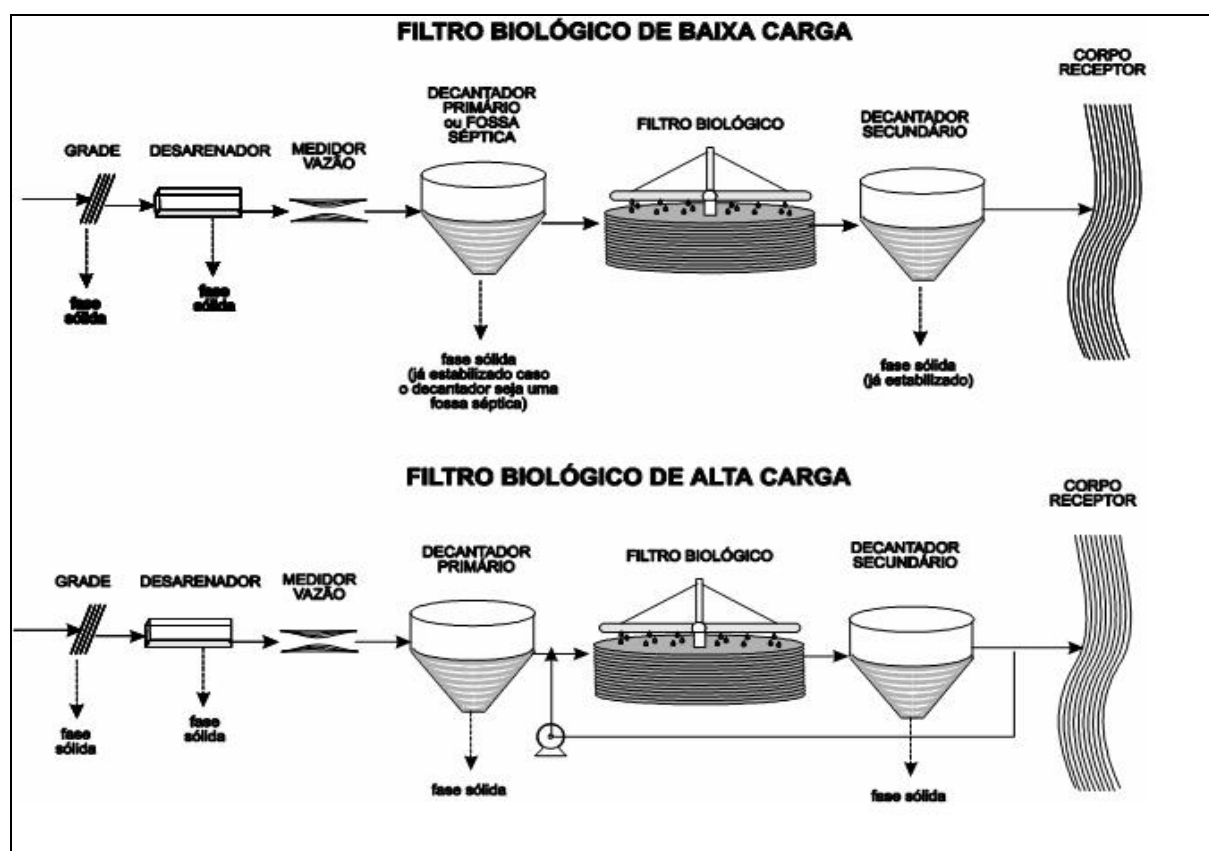 FILTRO BIOLÓGICO DE BAIXA CARGA
CORPO
RECEPTOR
DECANTADOR
PRIMÁRIO
ou FOSSA
SÉPTICA
FILTRO BIOLÓGICO
DECANTADOR
SECUNDÁRIO
GRADE
DESARENADOR
MEDIDOR
VAZÃO
fase
sólida
fase
sólida
fase sólida
(já estabilizado caso
o decantador seja uma
fossa séptica)
fase sólida
(já estabilizado)
FILTRO BIOLÓGICO DE ALTA CARGA
CORPO
RECEPTOR
DECANTADOR
PRIMÁRIO
FILTRO BIOLÓGICO
DECANTADOR
SECUNDÁRIO
GRADE
DESARENADOR
MEDIDOR
VAZÃO
fase
sólida
fase
sólida
fase sólida
fase sólida